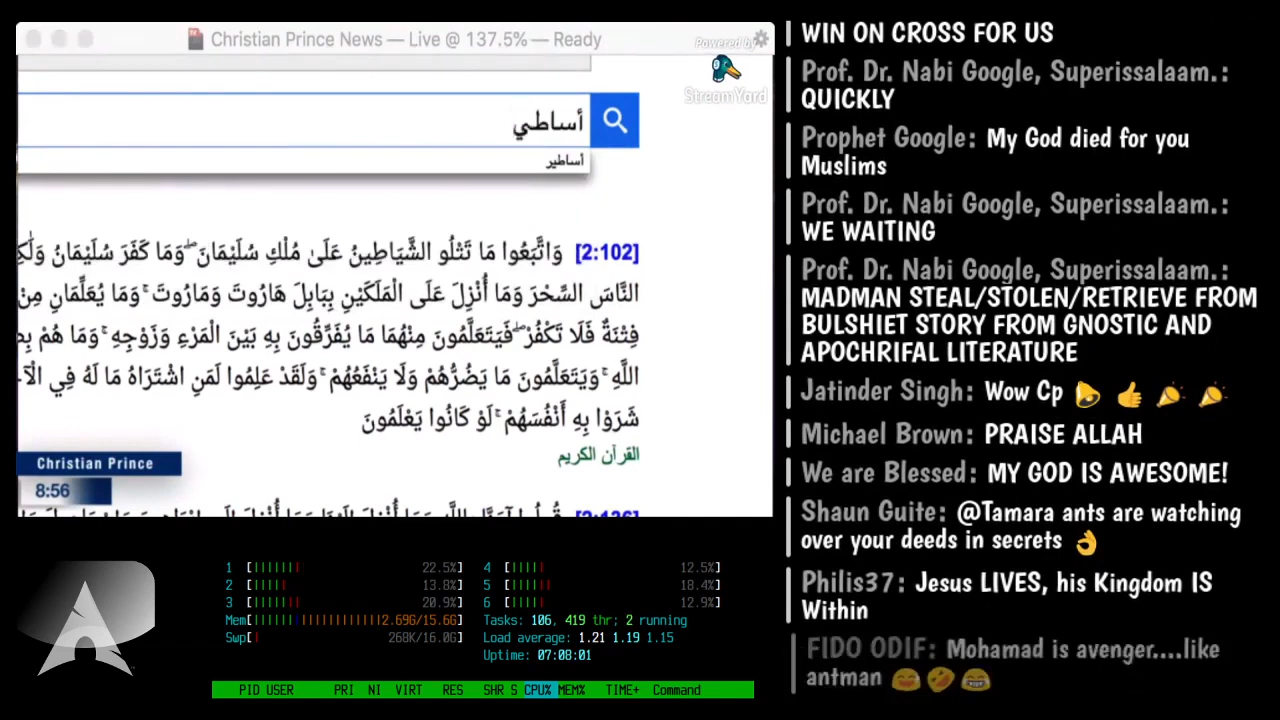 Christian Prince News — Live @ 137.5% — Ready
Powered by
StreamYard
أساطي
أساطير
[2:102] وَاتَّبَعُوا مَا تَتْلُو الشَّيَاطِينُ عَلَىٰ مُلْكِ سُلَيْمَانَ ۖ وَمَا كَفَرَ سُلَيْمَانُ
النَّاسَ السِّحْرَ وَمَا أُنْزِلَ عَلَى الْمَلَكَيْنِ بِبَابِلَ هَارُوتَ وَمَارُوتَ ۚ وَمَا يُعَلِّمَانِ مِنْ
فِتْنَةٌ فَلَا تَكْفُرْ ۖ فَيَتَعَلَّمُونَ مِنْهُمَا مَا يُفَرِّقُونَ بِهِ بَيْنَ الْمَرْءِ وَزَوْجِهِ ۚ وَمَا هُمْ
اللَّهِ ۚ وَيَتَعَلَّمُونَ مَا يَضُرُّهُمْ وَلَا يَنْفَعُهُمْ ۚ وَلَقَدْ عَلِمُوا لَمَنِ اشْتَرَاهُ مَا لَهُ فِي
شَرَوْا بِهِ أَنْفُسَهُمْ ۚ لَوْ كَانُوا يَعْلَمُونَ
القرآن الكريم
[2:136]
Christian Prince
8:56
WIN ON CROSS FOR US
Prof. Dr. Nabi Google, Superissalaam.:
QUICKLY
Prophet Google: My God died for you
Muslims
Prof. Dr. Nabi Google, Superissalaam.:
WE WAITING
Prof. Dr. Nabi Google, Superissalaam.:
MADMAN STEAL/STOLEN/RETRIEVE FROM
BULSHIET STORY FROM GNOSTIC AND
APOCHRIFAL LITERATURE
Jatinder Singh: Wow Cp 🔔 👍 🎉 🎉
Michael Brown: PRAISE ALLAH
We are Blessed: MY GOD IS AWESOME!
Shaun Guite: @Tamara ants are watching
over your deeds in secrets 👌
Philis37: Jesus LIVES, his Kingdom IS
Within
FIDO ODIF: Mohamad is avenger....like
antman 😅🤣😂
1 [|||||||| 22.5%] 4 [||||| 12.5%]
2 [|||||| 13.8%] 5 [||||||| 18.4%]
3 [|||||||| 20.9%] 6 [||||| 12.9%]
Mem[||||||||||||||||||||||2.69G/15.6G] Tasks: 106, 419 thr; 2 running
Swp[| 268K/16.0G] Load average: 1.21 1.19 1.15
Uptime: 07:08:01
PID USER PRI NI VIRT RES SHR S CPU% MEM% TIME+ Command